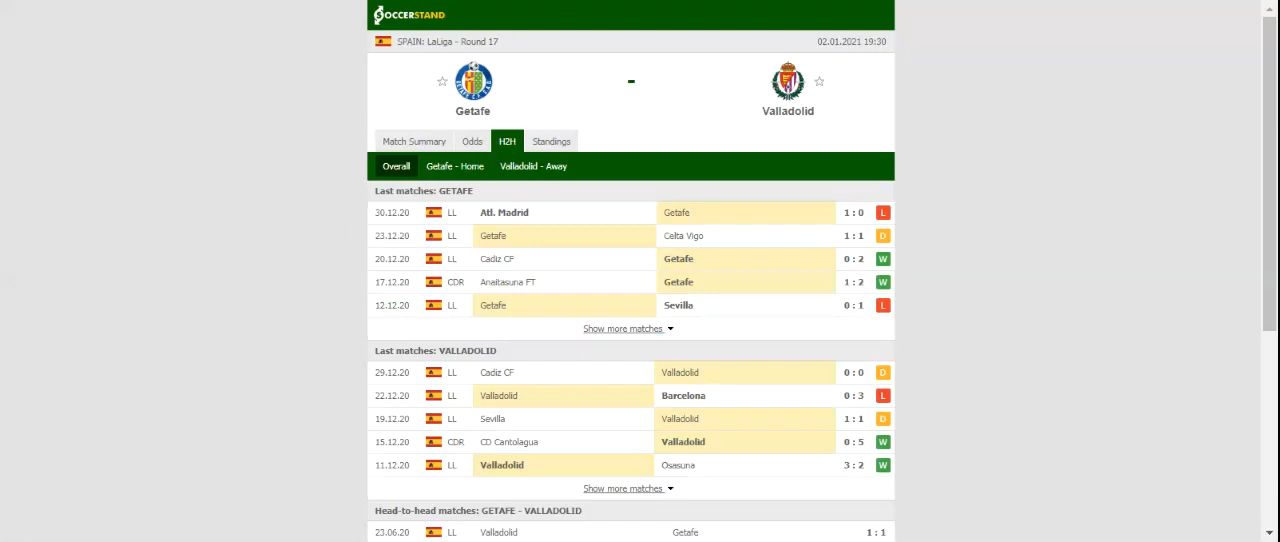 SOCCERSTAND
SPAIN: LaLiga - Round 17 02.01.2021 19:30
-
Getafe Valladolid
Match Summary Odds H2H Standings
Overall Getafe - Home Valladolid - Away
Last matches: GETAFE
30.12.20 LL Atl. Madrid Getafe 1 : 0 L
23.12.20 LL Getafe Celta Vigo 1 : 1 D
20.12.20 LL Cadiz CF Getafe 0 : 2 W
17.12.20 CDR Anaitasuna FT Getafe 1 : 2 W
12.12.20 LL Getafe Sevilla 0 : 1 L
Show more matches
Last matches: VALLADOLID
29.12.20 LL Cadiz CF Valladolid 0 : 0 D
22.12.20 LL Valladolid Barcelona 0 : 3 L
19.12.20 LL Sevilla Valladolid 1 : 1 D
15.12.20 CDR CD Cantolagua Valladolid 0 : 5 W
11.12.20 LL Valladolid Osasuna 3 : 2 W
Show more matches
Head-to-head matches: GETAFE - VALLADOLID
23.06.20 LL Valladolid Getafe 1 : 1